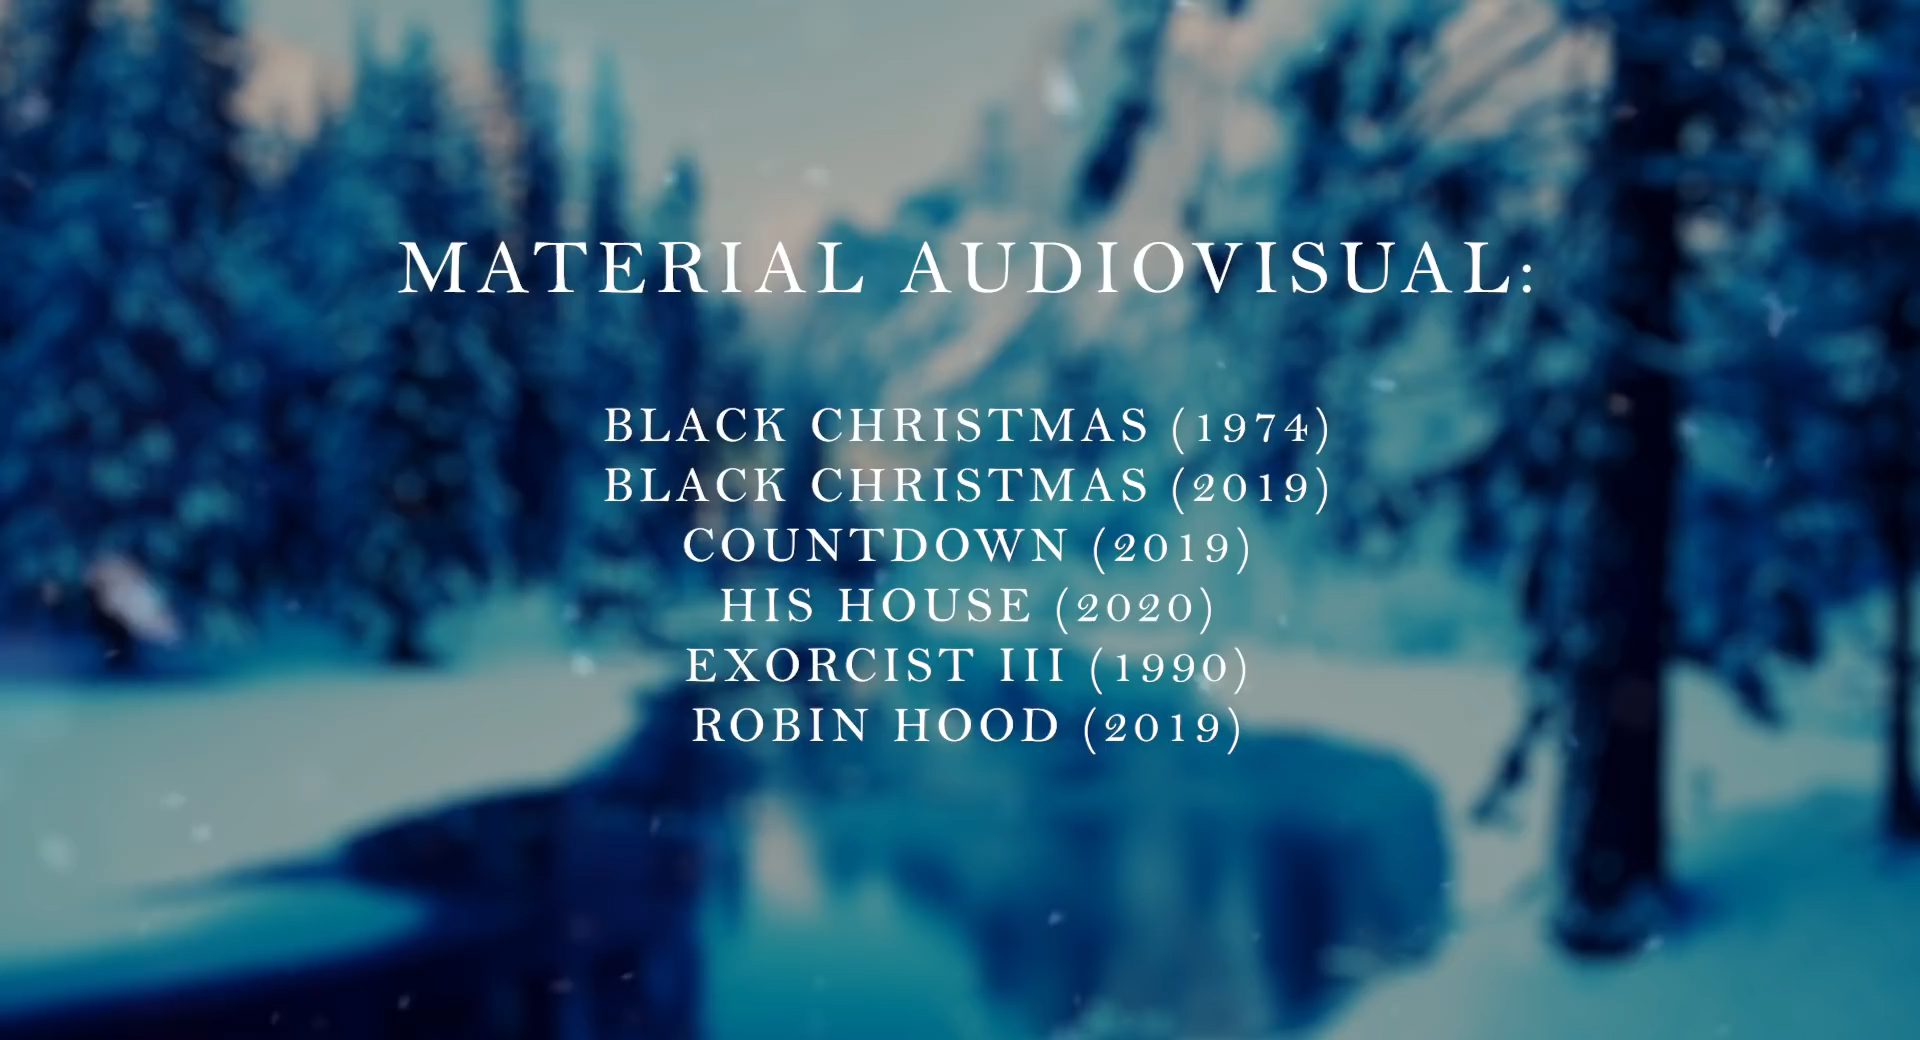 MATERIAL AUDIOVISUAL:
BLACK CHRISTMAS (1974)
BLACK CHRISTMAS (2019)
COUNTDOWN (2019)
HIS HOUSE (2020)
EXORCIST III (1990)
ROBIN HOOD (2019)